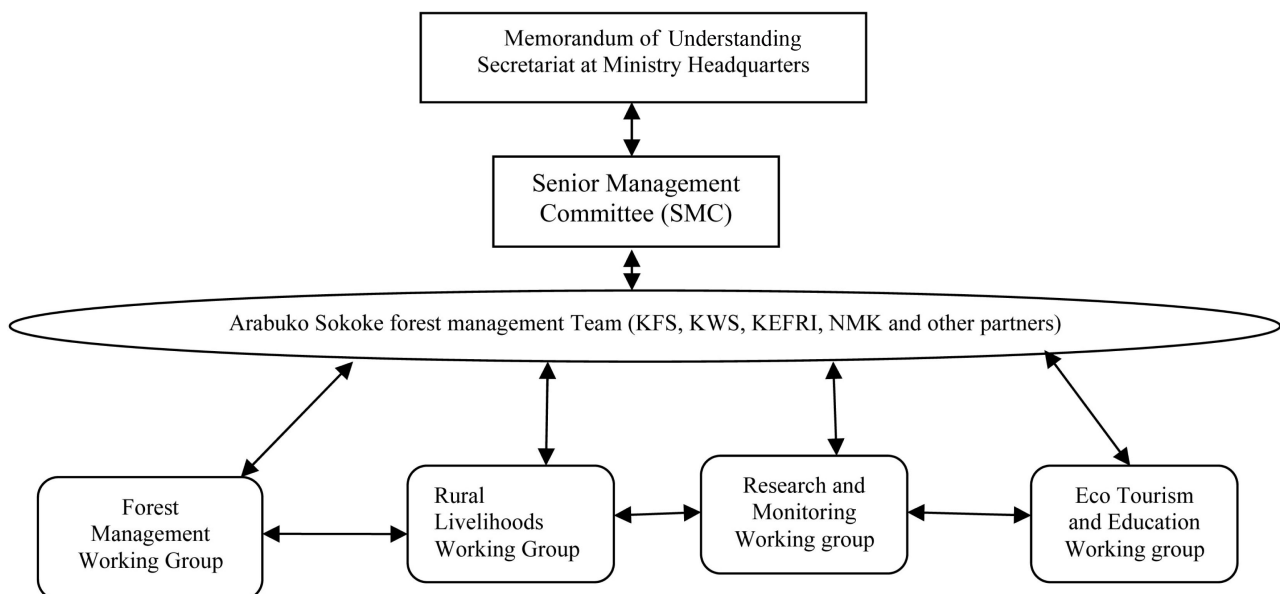 Memorandum of Understanding
Secretariat at Ministry Headquarters
Senior Management
Committee (SMC)
Arabuko Sokoke forest management Team (KFS, KWS, KEFRI, NMK and other partners)
Forest
Management
Working Group
Rural
Livelihoods
Working Group
Research and
Monitoring
Working group
Eco Tourism
and Education
Working group